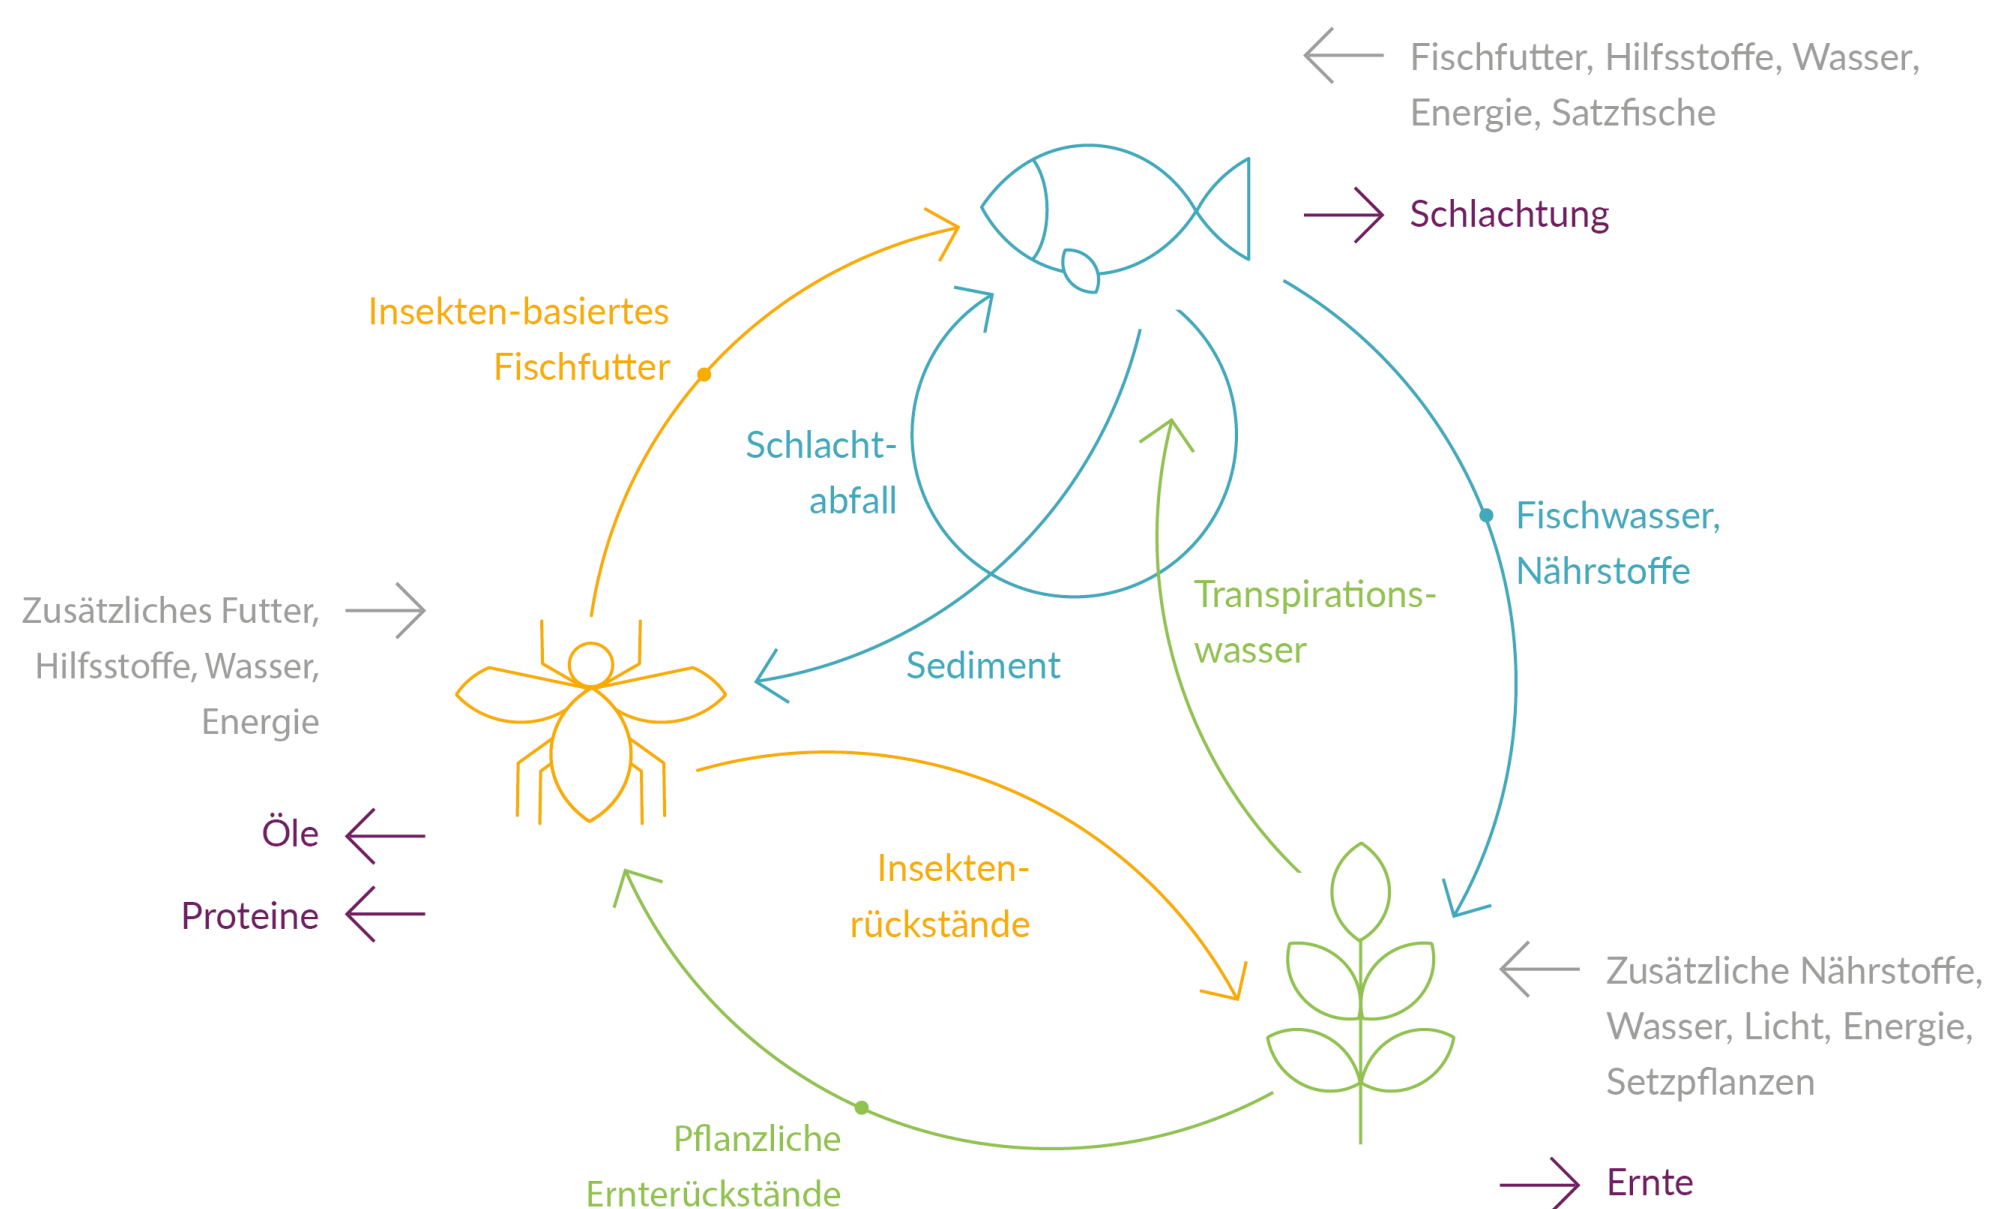 Fischfutter, Hilfsstoffe, Wasser,
Energie, Satzfische
Schlachtung
Insekten-basiertes
Fischfutter
Schlacht-
abfall
Fischwasser,
Nährstoffe
Transpirations-
wasser
Zusätzliches Futter,
Hilfsstoffe, Wasser,
Energie
Sediment
Öle
Proteine
Insekten-
rückstände
Zusätzliche Nährstoffe,
Wasser, Licht, Energie,
Setzpflanzen
Pflanzliche
Ernterückstände
Ernte